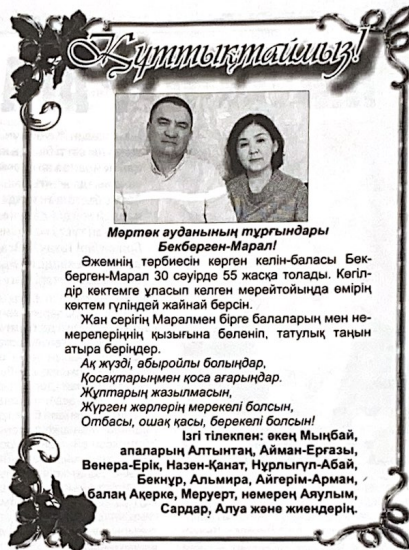 Құттықтаймыз!
Мәртөк ауданының тұрғындары
Бекберген-Марал!
Әжемнің тәрбиесін көрген келін-баласы Бек-
берген-Марал 30 сәуірде 55 жасқа толады. Көгіл-
дір көктемге ұласып келген мерейтойыңда өмірің
көктем гүліндей жайнай берсін.
Жан серігің Маралмен бірге балаларың мен не-
мерелеріңнің қызығына бөленіп, татулық таңын
атыра беріңдер.
Ақ жүзді, абыройлы болыңдар,
Қосақтарыңмен қоса ағарыңдар.
Жұптарың жазылмасын,
Жүрген жерлерің мерекелі болсын,
Отбасы, ошақ қасы, берекелі болсын!
Ізгі тілекпен: әкең Мыңбай,
апаларың Алтынтаң, Айман-Ерғазы,
Венера-Ерік, Назен-Қанат, Нұрлыгүл-Абай,
Бекнұр, Альмира, Айгерім-Арман,
балаң Ақерке, Меруерт, немерең Аяулым,
Сардар, Алуа және жиендерің.